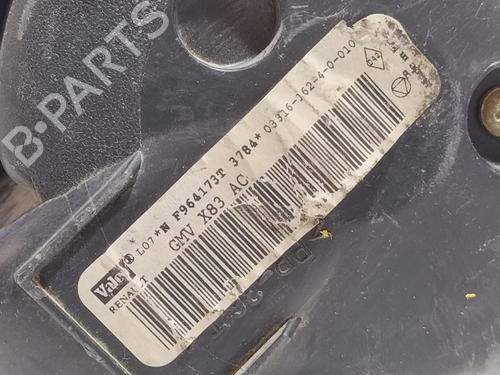 B-PARTS
Valeo® L07 *N F964173T 3784* 03316-162-4-0-010
RENAULT GMV X83 AC